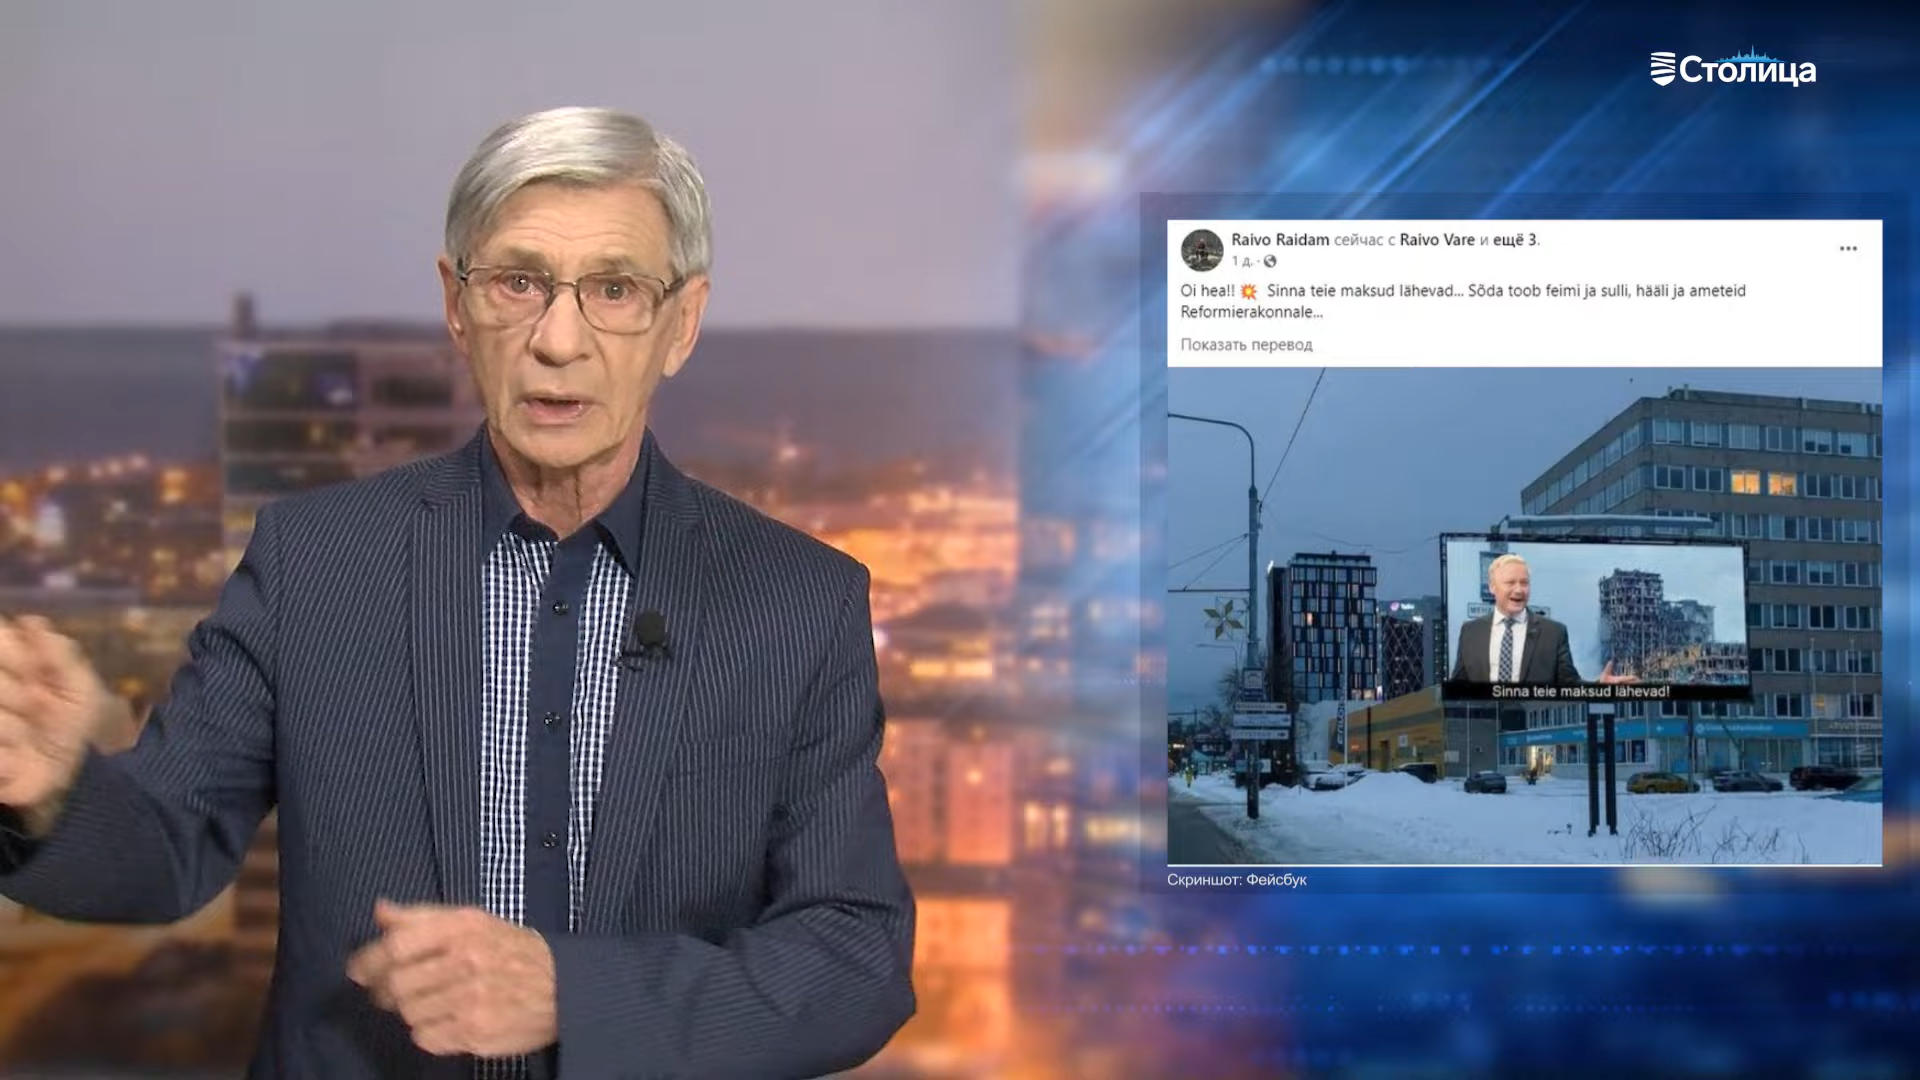 Столица
Raivo Raidam сейчас с Raivo Vare и ещё 3.
1 д. ·
Oi hea!! 💥 Sinna teie maksud lähevad... Sõda toob feimi ja sulli, hääli ja ameteid
Reformierakonnale...
Показать перевод
Sinna teie maksud lähevad!
Скриншот: Фейсбук